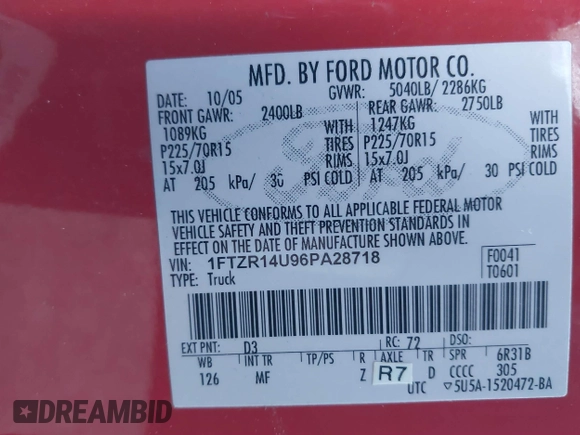 MFD. BY FORD MOTOR CO.
DATE: 10/05 GVWR: 5040LB/ 2286KG
FRONT GAWR: 2400LB REAR GAWR: 2750LB
1089KG WITH 1247KG WITH
P225/70R15 TIRES P225/70R15 TIRES
15x7.0J RIMS 15x7.0J RIMS
AT 205 kPa/ 30 PSI COLD AT 205 kPa/ 30 PSI COLD
THIS VEHICLE CONFORMS TO ALL APPLICABLE FEDERAL MOTOR
VEHICLE SAFETY AND THEFT PREVENTION STANDARDS IN
EFFECT ON THE DATE OF MANUFACTURE SHOWN ABOVE.
VIN: 1FTZR14U96PA28718 F0041
TYPE: Truck T0601
EXT PNT: D3 RC: 72 DSO:
WB INT TR TP/PS R AXLE TR SPR 6R31B
126 MF Z R7 D CCCC 305
UTC ▽5U5A-1520472-BA
Ford
DREAMBID